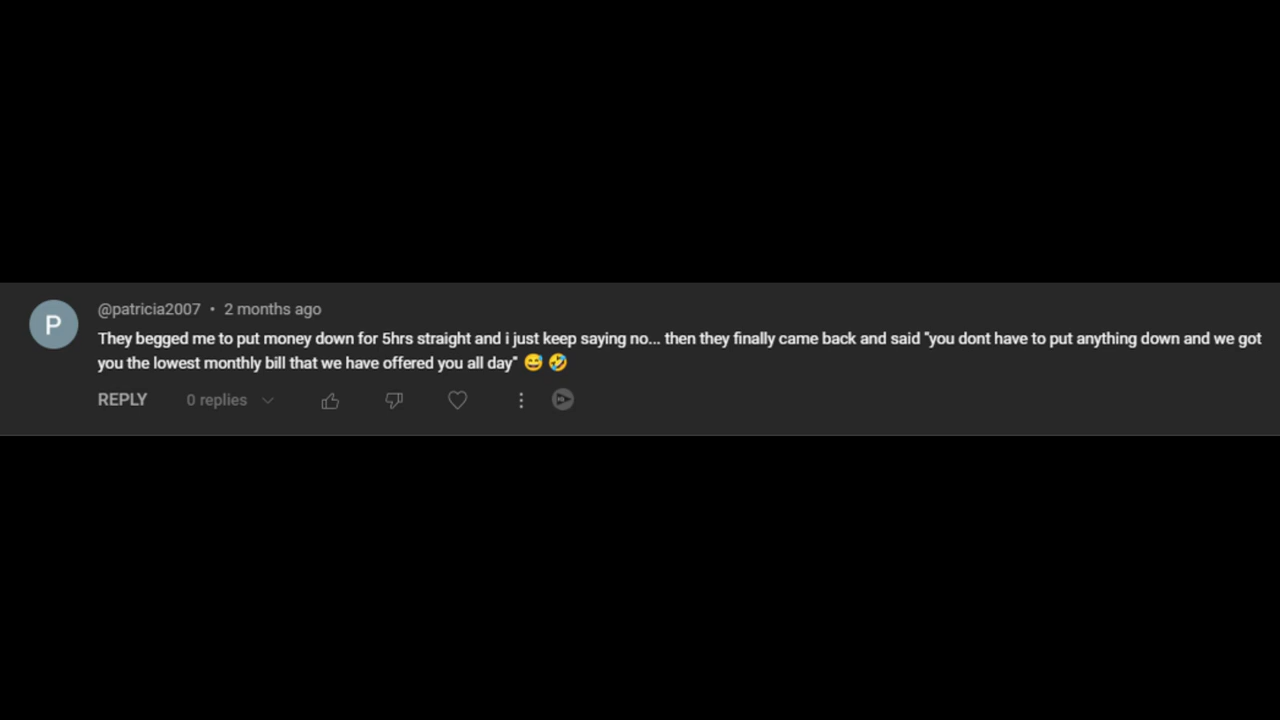 P
@patricia2007 • 2 months ago
They begged me to put money down for 5hrs straight and i just keep saying no... then they finally came back and said "you dont have to put anything down and we got
you the lowest monthly bill that we have offered you all day" 😅 🤣
REPLY 0 replies